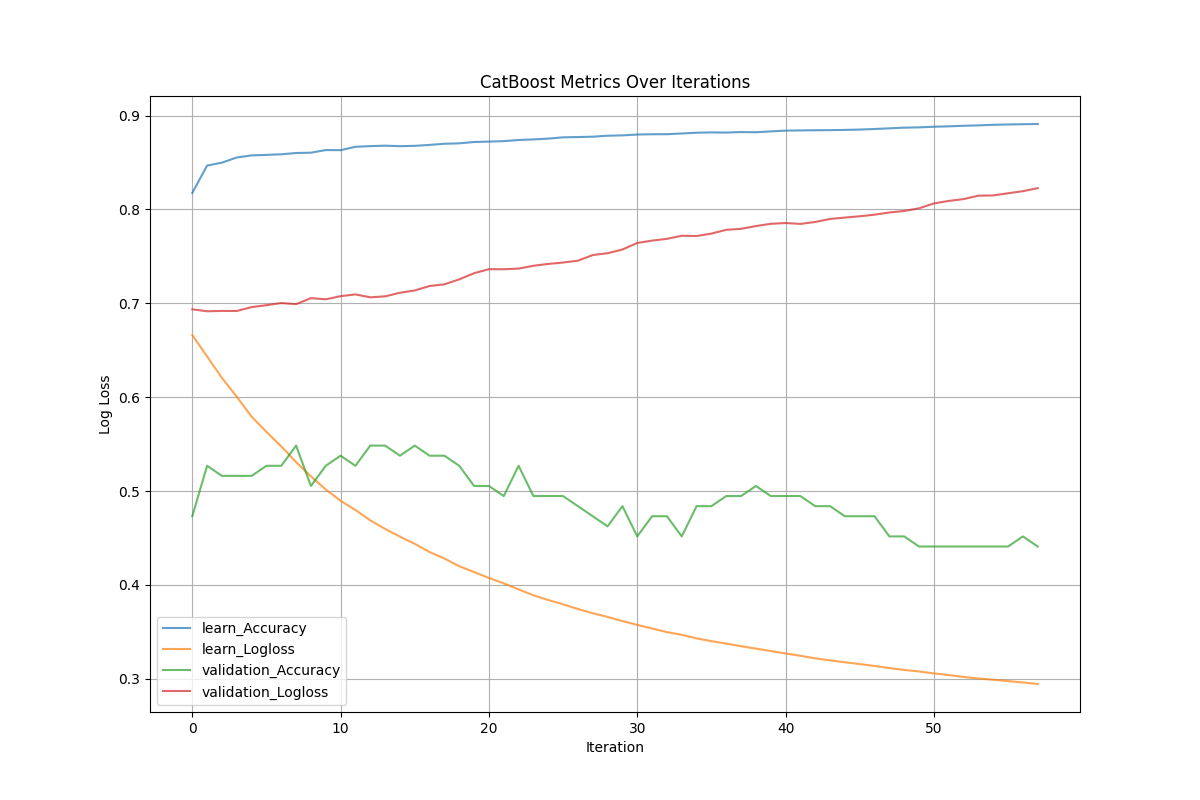 CatBoost Metrics Over Iterations
0.9
0.8
0.7
0.6
0.5
0.4
0.3
Log Loss
learn_Accuracy
learn_Logloss
validation_Accuracy
validation_Logloss
0 10 20 30 40 50
Iteration